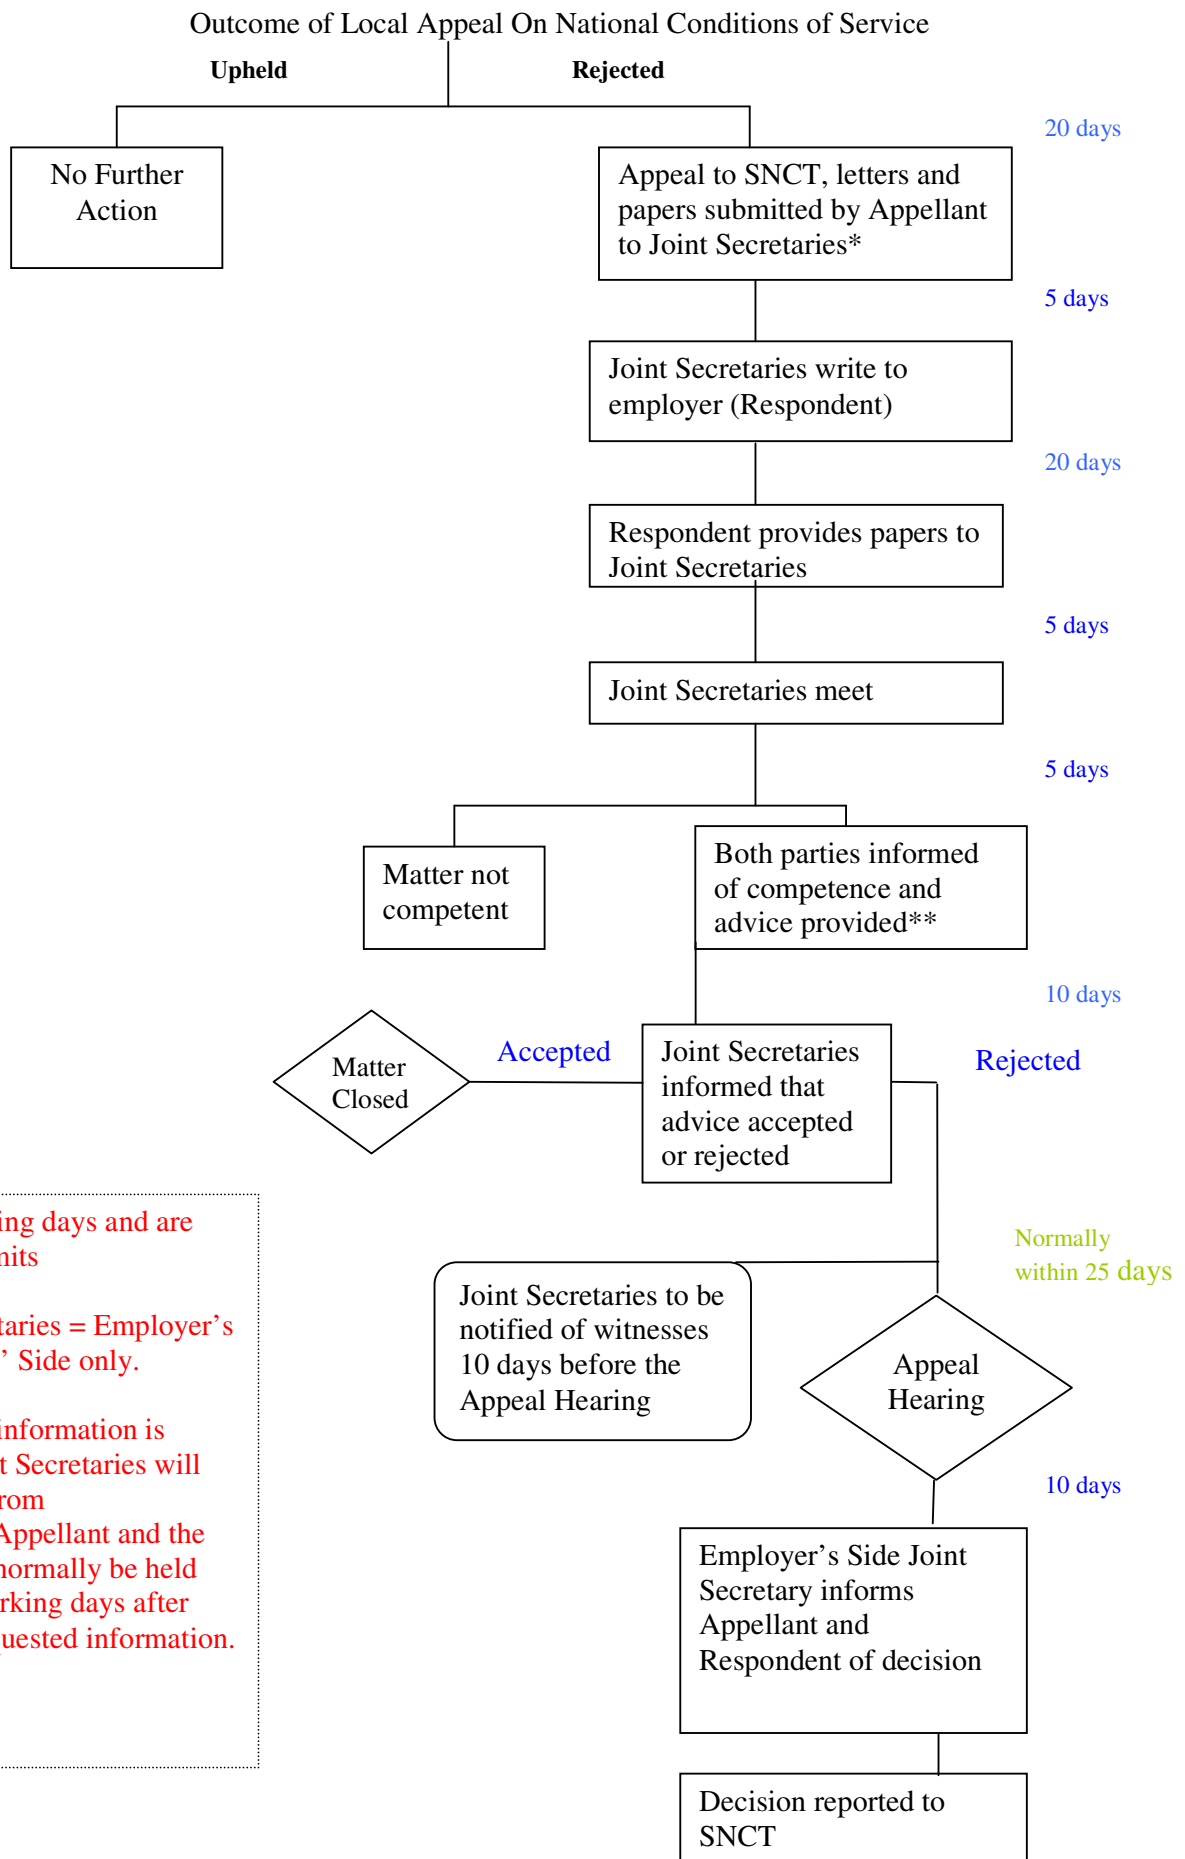 Outcome of Local Appeal On National Conditions of Service
Upheld
Rejected
20 days
No Further
Action
Appeal to SNCT, letters and
papers submitted by Appellant
to Joint Secretaries*
5 days
Joint Secretaries write to
employer (Respondent)
20 days
Respondent provides papers to
Joint Secretaries
5 days
Joint Secretaries meet
5 days
Matter not
competent
Both parties informed
of competence and
advice provided**
10 days
Matter
Closed
Accepted
Joint Secretaries
informed that
advice accepted
or rejected
Rejected
ing days and are
mits
taries = Employer's
' Side only.
information is
t Secretaries will
rom
Appellant and the
normally be held
rking days after
quested information.
Normally
within 25 days
Joint Secretaries to be
notified of witnesses
10 days before the
Appeal Hearing
Appeal
Hearing
10 days
Employer's Side Joint
Secretary informs
Appellant and
Respondent of decision
Decision reported to
SNCT